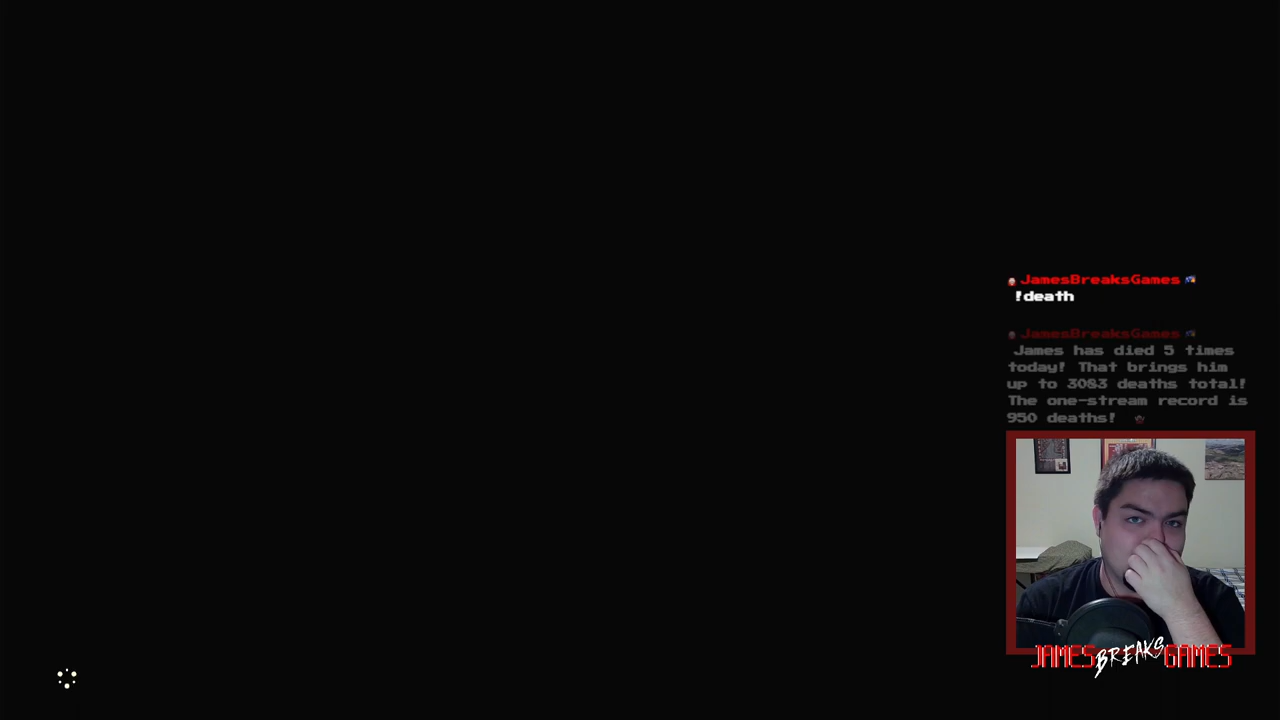 JamesBreaksGames
!death
JamesBreaksGames
James has died 5 times
today! That brings him
up to 3083 deaths total!
The one-stream record is
950 deaths!
JAMES BREAKS GAMES